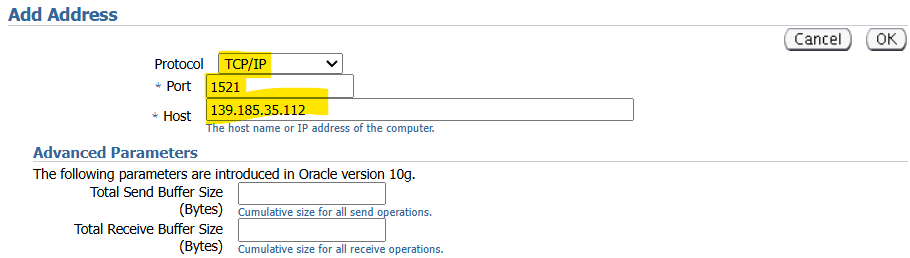 Add Address
Cancel OK
Protocol TCP/IP
* Port 1521
* Host 139.185.35.112
The host name or IP address of the computer.
Advanced Parameters
The following parameters are introduced in Oracle version 10g.
Total Send Buffer Size
(Bytes)
Cumulative size for all send operations.
Total Receive Buffer Size
(Bytes)
Cumulative size for all receive operations.